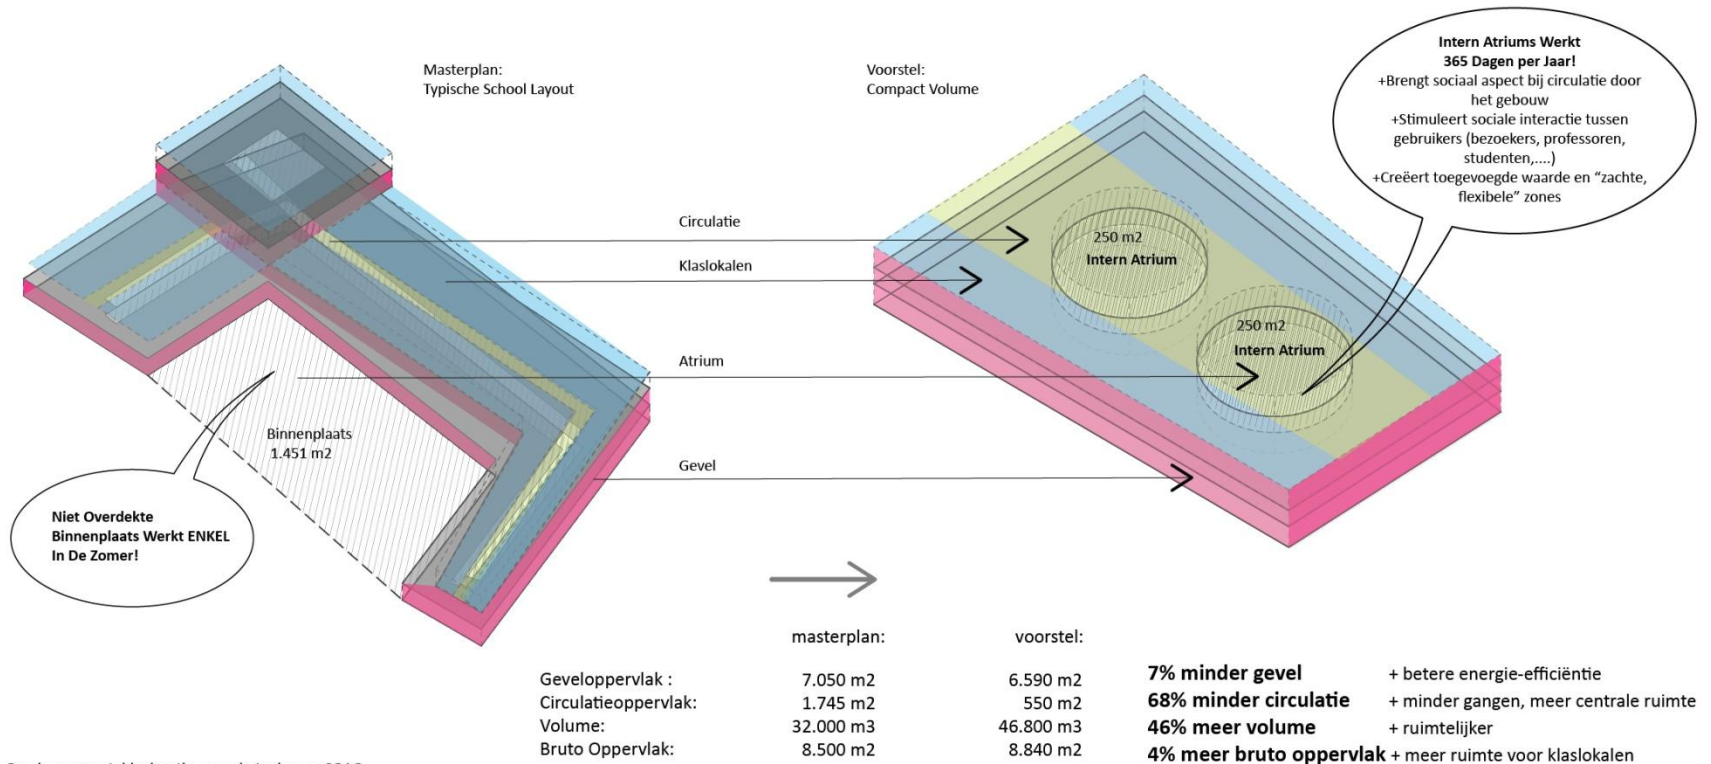 Masterplan:
Typische School Layout
Voorstel:
Compact Volume
Intern Atriums Werkt
365 Dagen per Jaar!
+Brengt sociaal aspect bij circulatie door
het gebouw
+Stimuleert sociale interactie tussen
gebruikers (bezoekers, professoren,
studenten,....)
+Creëert toegevoegde waarde en “zachte,
flexibele” zones
Circulatie
Klaslokalen
Atrium
Gevel
250 m2
Intern Atrium
250 m2
Intern Atrium
Binnenplaats
1.451 m2
Niet Overdekte
Binnenplaats Werkt ENKEL
In De Zomer!
masterplan: voorstel:
Geveloppervlak : 7.050 m2 6.590 m2 7% minder gevel + betere energie-efficiëntie
Circulatieoppervlak: 1.745 m2 550 m2 68% minder circulatie + minder gangen, meer centrale ruimte
Volume: 32.000 m3 46.800 m3 46% meer volume + ruimtelijker
Bruto Oppervlak: 8.500 m2 8.840 m2 4% meer bruto oppervlak + meer ruimte voor klaslokalen